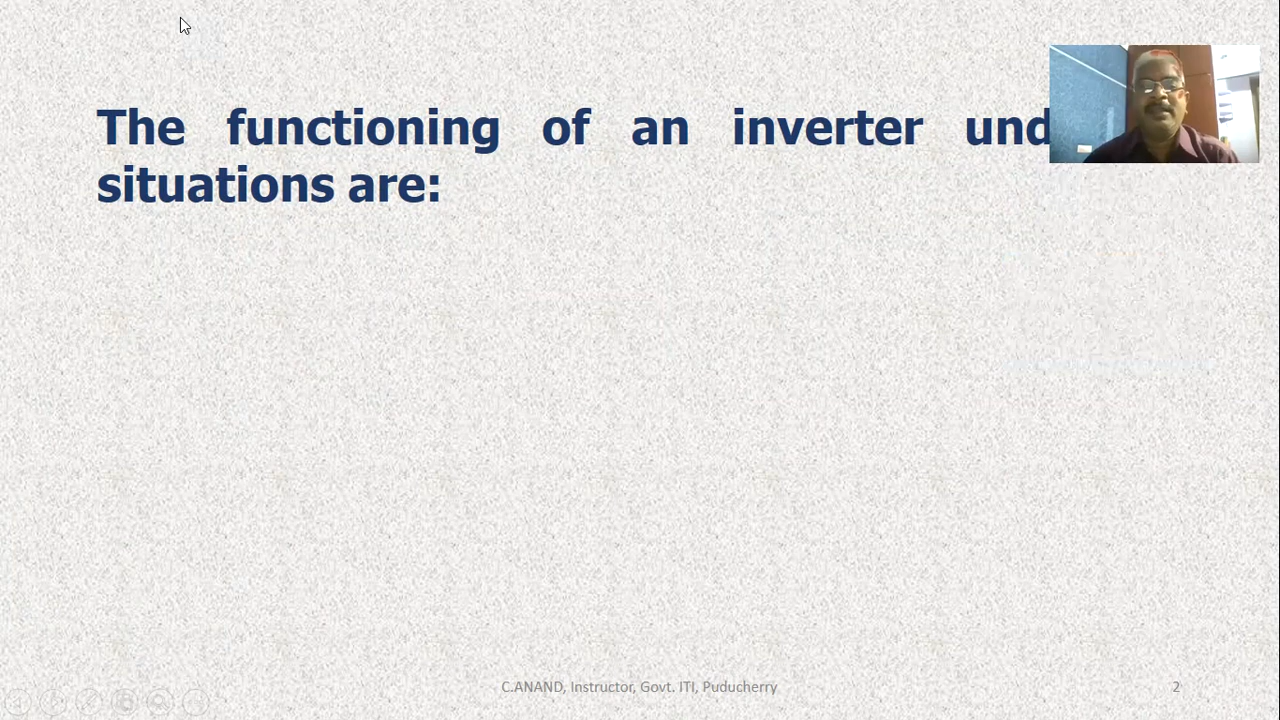 The functioning of an inverter und
situations are:
C.ANAND, Instructor, Govt. ITI, Puducherry
2